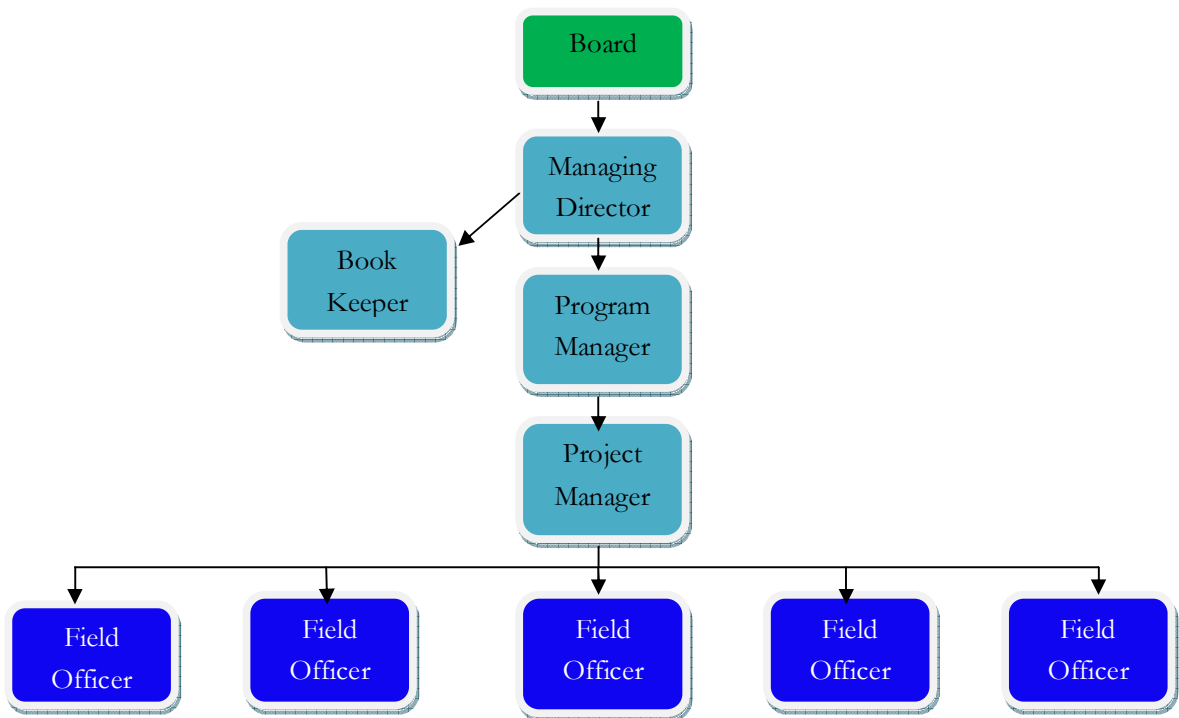 Board
Managing
Director
Book
Keeper
Program
Manager
Project
Manager
Field
Officer
Field
Officer
Field
Officer
Field
Officer
Field
Officer